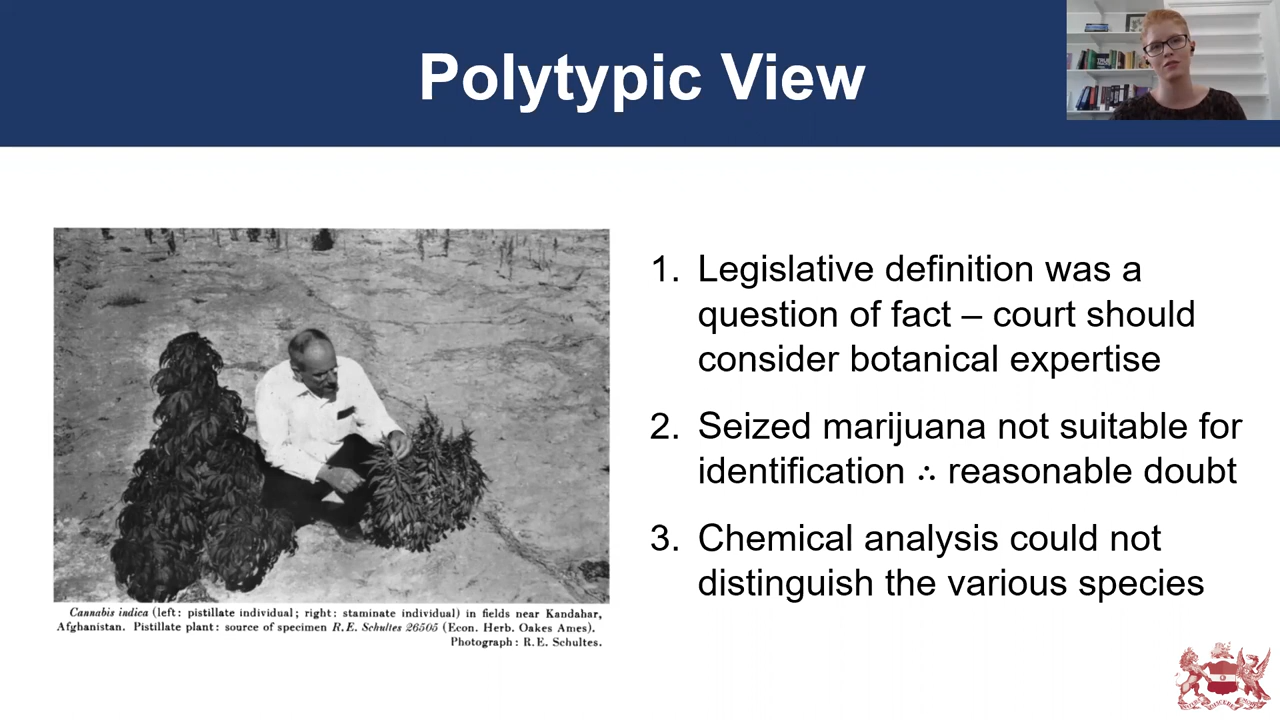 Polytypic View
1. Legislative definition was a
question of fact – court should
consider botanical expertise
2. Seized marijuana not suitable for
identification ∴ reasonable doubt
3. Chemical analysis could not
distinguish the various species
Cannabis indica (left: pistillate individual; right: staminate individual) in fields near Kandahar,
Afghanistan. Pistillate plant: source of specimen R.E. Schultes 26505 (Econ. Herb. Oakes Ames).
Photograph: R.E. Schultes.